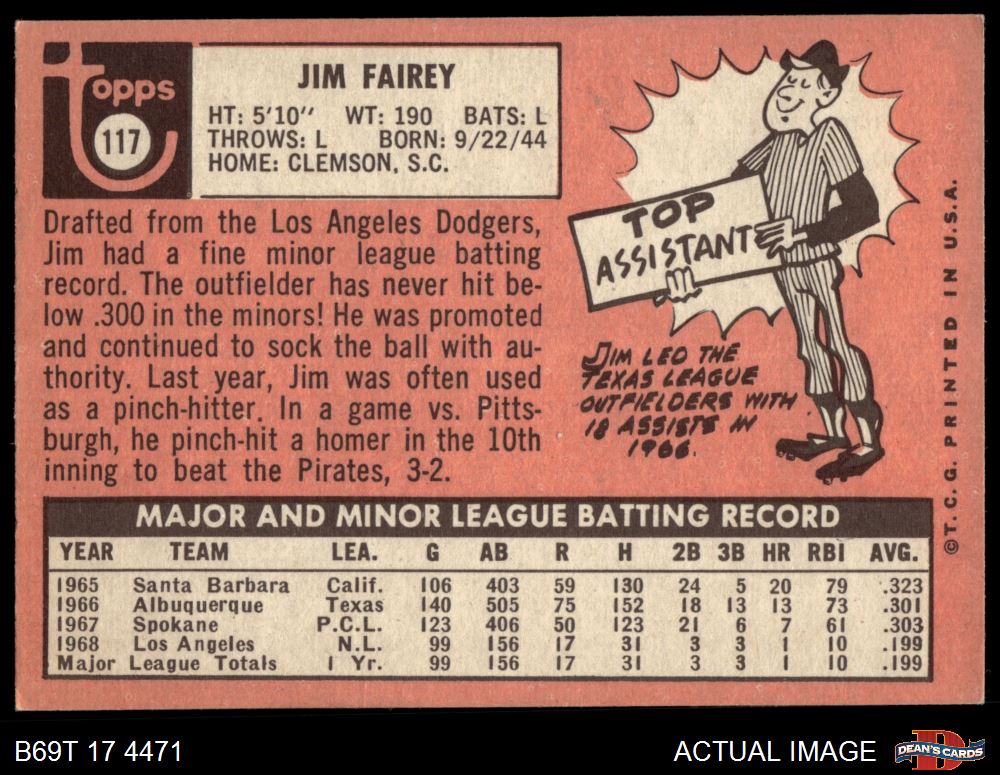 topps
117
JIM FAIREY
HT: 5'10" WT: 190 BATS: L
THROWS: L BORN: 9/22/44
HOME: CLEMSON, S.C.
Drafted from the Los Angeles Dodgers,
Jim had a fine minor league batting
record. The outfielder has never hit be-
low .300 in the minors! He was promoted
and continued to sock the ball with au-
thority. Last year, Jim was often used
as a pinch-hitter. In a game vs. Pitts-
burgh, he pinch-hit a homer in the 10th
inning to beat the Pirates, 3-2.
TOP
ASSISTANT
JIM LED THE
TEXAS LEAGUE
OUTFIELDERS WITH
18 ASSISTS IN
1966.
©T.C.G. PRINTED IN U.S.A.
MAJOR AND MINOR LEAGUE BATTING RECORD
YEAR TEAM LEA. G AB R H 2B 3B HR RBI AVG.
1965 Santa Barbara Calif. 106 403 59 130 24 5 20 79 .323
1966 Albuquerque Texas 140 505 75 152 18 13 13 73 .301
1967 Spokane P.C.L. 123 406 50 123 21 6 7 61 .303
1968 Los Angeles N.L. 99 156 17 31 3 3 1 10 .199
Major League Totals 1 Yr. 99 156 17 31 3 3 1 10 .199
B69T 17 4471
ACTUAL IMAGE
DEAN'S CARDS